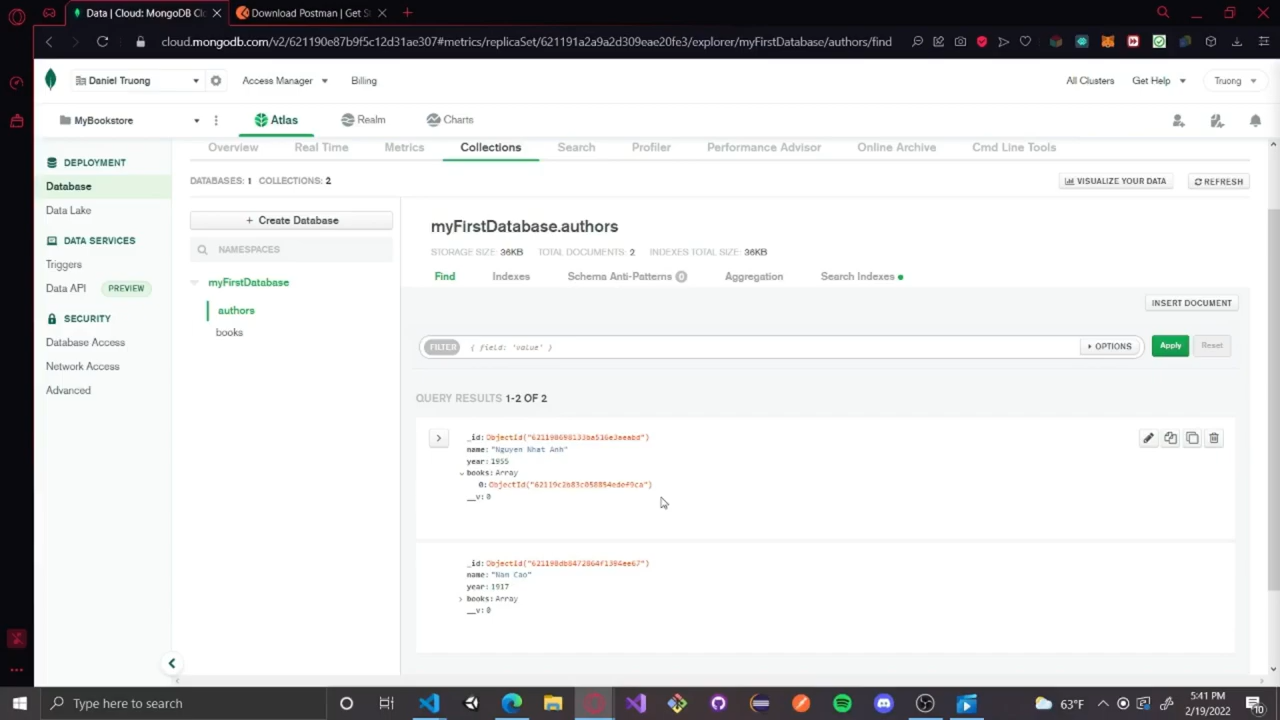 Data | Cloud: MongoDB Clo
Download Postman | Get S
cloud.mongodb.com/v2/621190e87b9f5c12d31ae307#metrics/replicaSet/621191a2a9a2d309eae20fe3/explorer/myFirstDatabase/authors/find
Daniel Truong
Access Manager
Billing
All Clusters
Get Help
Truong
MyBookstore
Atlas
Realm
Charts
DEPLOYMENT
Database
Data Lake
DATA SERVICES
Triggers
Data API PREVIEW
SECURITY
Database Access
Network Access
Advanced
Overview
Real Time
Metrics
Collections
Search
Profiler
Performance Advisor
Online Archive
Cmd Line Tools
DATABASES: 1 COLLECTIONS: 2
VISUALIZE YOUR DATA
REFRESH
+ Create Database
NAMESPACES
myFirstDatabase
authors
books
myFirstDatabase.authors
STORAGE SIZE: 36KB TOTAL DOCUMENTS: 2 INDEXES TOTAL SIZE: 36KB
Find
Indexes
Schema Anti-Patterns 0
Aggregation
Search Indexes
INSERT DOCUMENT
FILTER { field: 'value' }
OPTIONS
Apply
Reset
QUERY RESULTS 1-2 OF 2
name: "Nguyen Nhat Anh"
year: 1955
books: Array
__v: 0
name: "Nan Cao"
year: 1917
books: Array
__v: 0
Type here to search
63°F
5:41 PM
2/19/2022
10